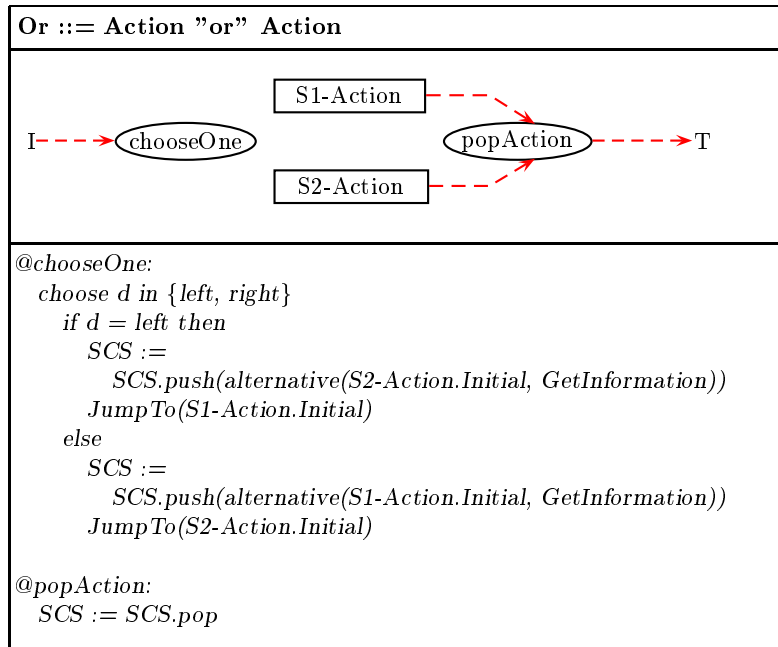 Or ::= Action ”or” Action
S1-Action
I chooseOne popAction T
S2-Action
@chooseOne:
choose d in {left, right}
if d = left then
SCS :=
SCS.push(alternative(S2-Action.Initial, GetInformation))
JumpTo(S1-Action.Initial)
else
SCS :=
SCS.push(alternative(S1-Action.Initial, GetInformation))
JumpTo(S2-Action.Initial)
@popAction:
SCS := SCS.pop